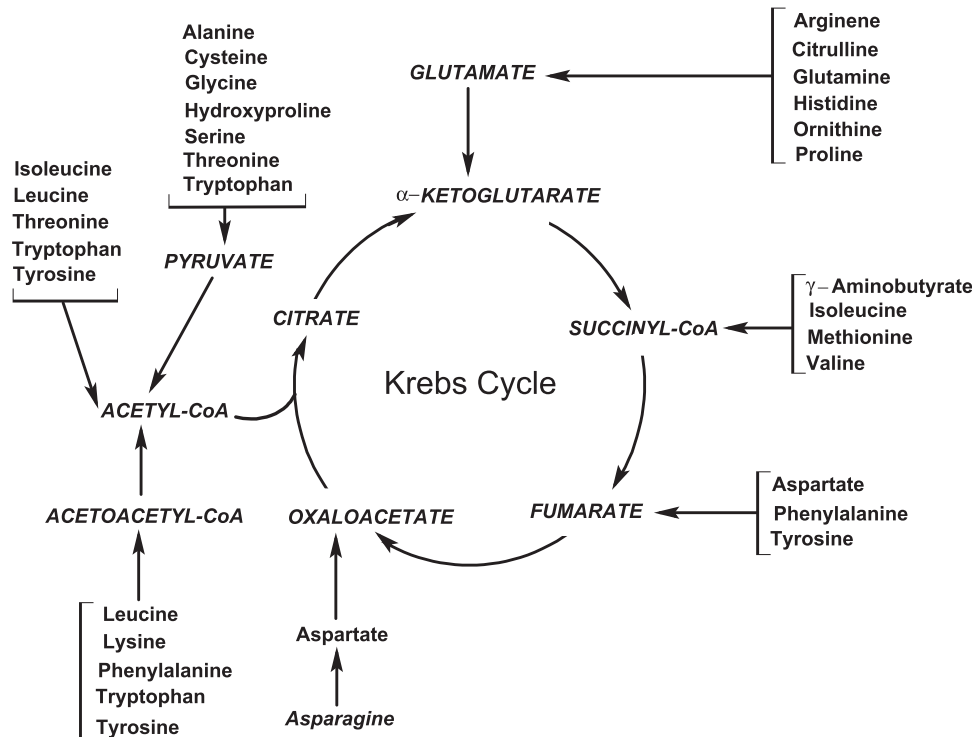 Alanine
Cysteine
Glycine
Hydroxyproline
Serine
Threonine
Tryptophan
Isoleucine
Leucine
Threonine
Tryptophan
Tyrosine
PYRUVATE
GLUTAMATE
Arginene
Citrulline
Glutamine
Histidine
Ornithine
Proline
α–KETOGLUTARATE
CITRATE
SUCCINYL-CoA
γ–Aminobutyrate
Isoleucine
Methionine
Valine
Krebs Cycle
ACETYL-CoA
ACETOACETYL-CoA
OXALOACETATE
FUMARATE
Aspartate
Phenylalanine
Tyrosine
Leucine
Lysine
Phenylalanine
Tryptophan
Tyrosine
Aspartate
Asparagine